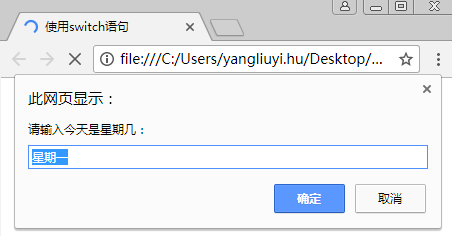 使用switch语句
file:///C:/Users/yangliuyi.hu/Desktop/...
此网页显示：
请输入今天是星期几：
星期一
确定
取消